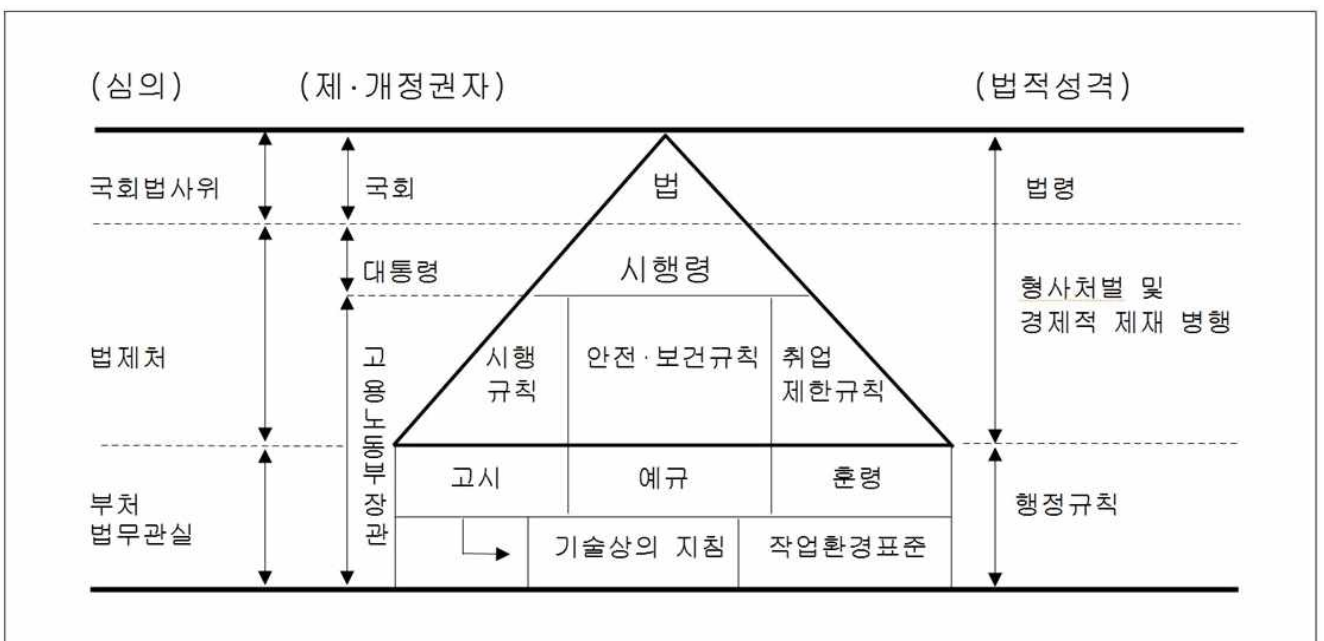 (심의)
(제·개정권자)
(법적성격)
국회법사위
국회
법
법령
대통령
시행령
형사처벌 및
경제적 제재 병행
법제처
고용노동부장관
시행
규칙
안전·보건규칙
취업
제한규칙
고시
예규
훈령
부처
법무관실
행정규칙
기술상의 지침
작업환경표준